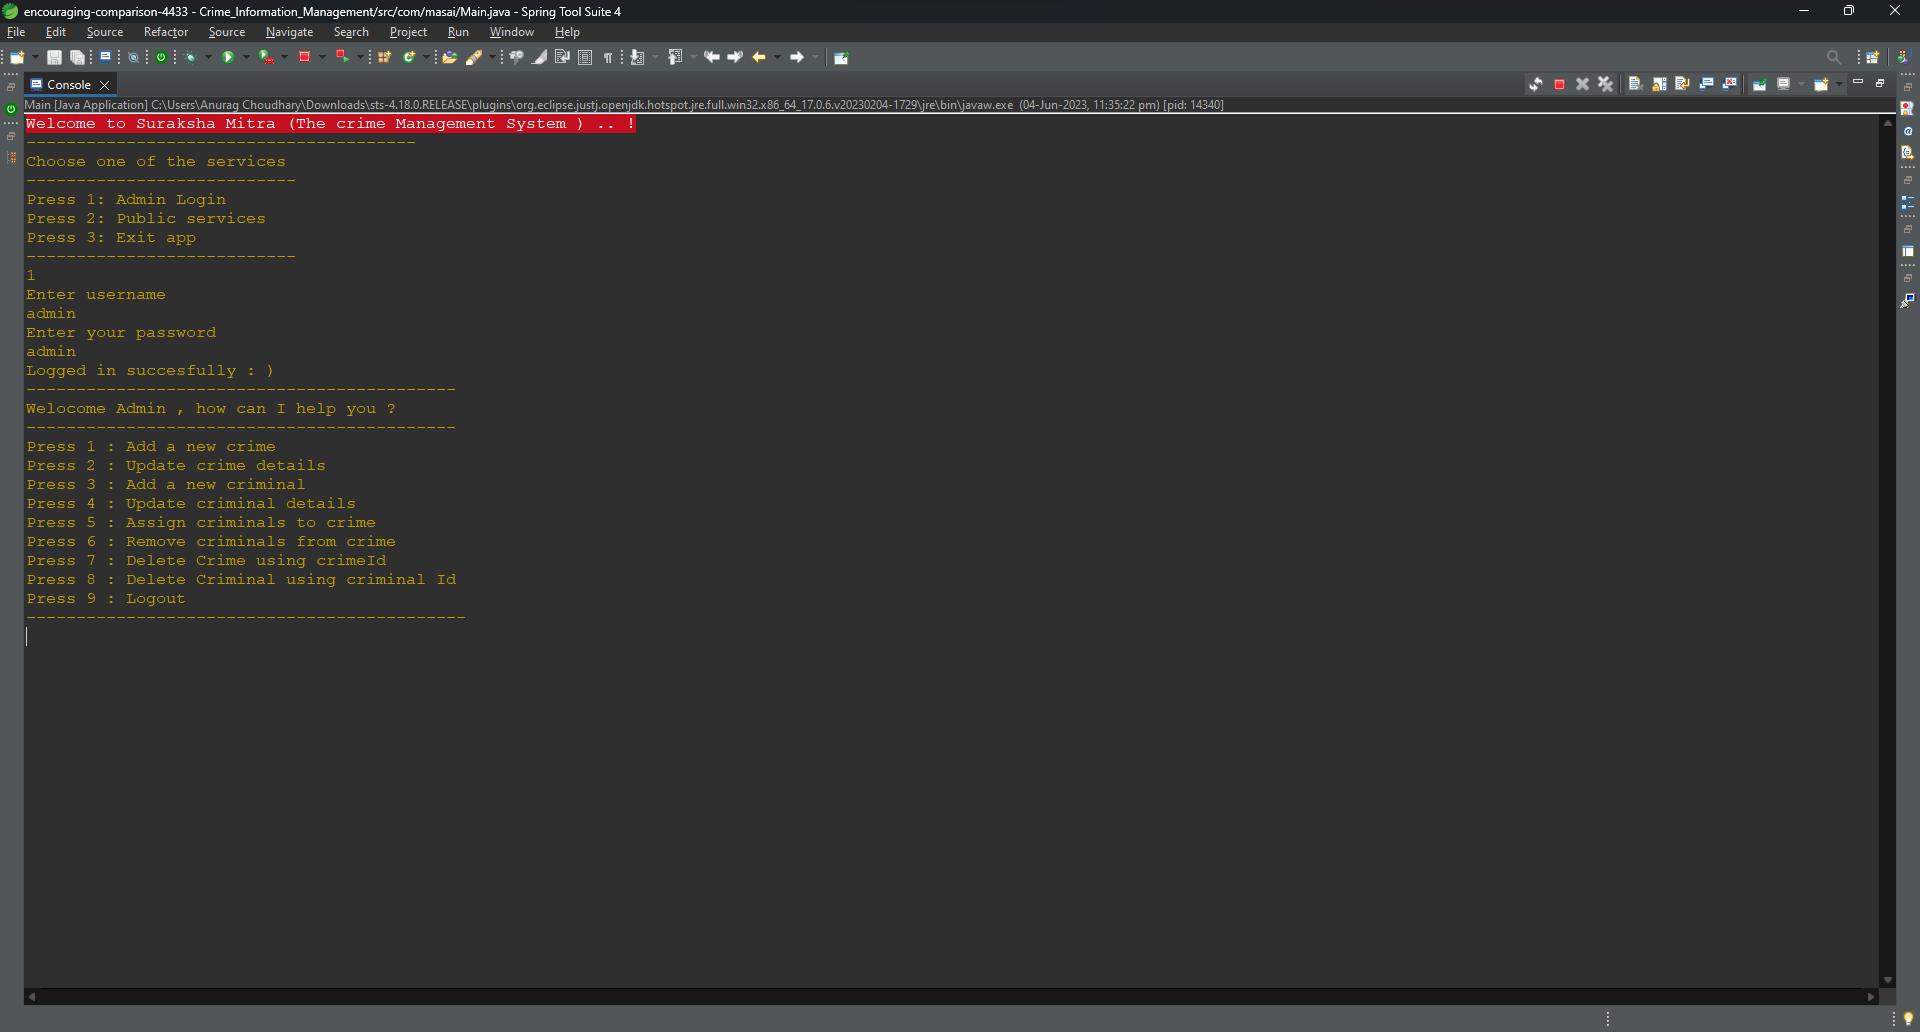 encouraging-comparison-4433 - Crime_Information_Management/src/com/masai/Main.java - Spring Tool Suite 4
File Edit Source Refactor Source Navigate Search Project Run Window Help
Console
Main [Java Application] C:\Users\Anurag Choudhary\Downloads\sts-4.18.0.RELEASE\plugins\org.eclipse.justj.openjdk.hotspot.jre.full.win32.x86_64_17.0.6.v20230204-1729\jre\bin\javaw.exe (04-Jun-2023, 11:35:22 pm) [pid: 14340]
Welcome to Suraksha Mitra (The crime Management System ) .. !
---------------------------------------
Choose one of the services
---------------------------
Press 1: Admin Login
Press 2: Public services
Press 3: Exit app
---------------------------
1
Enter username
admin
Enter your password
admin
Logged in succesfully : )
-------------------------------------------
Welocome Admin , how can I help you ?
-------------------------------------------
Press 1 : Add a new crime
Press 2 : Update crime details
Press 3 : Add a new criminal
Press 4 : Update criminal details
Press 5 : Assign criminals to crime
Press 6 : Remove criminals from crime
Press 7 : Delete Crime using crimeId
Press 8 : Delete Criminal using criminal Id
Press 9 : Logout
--------------------------------------------